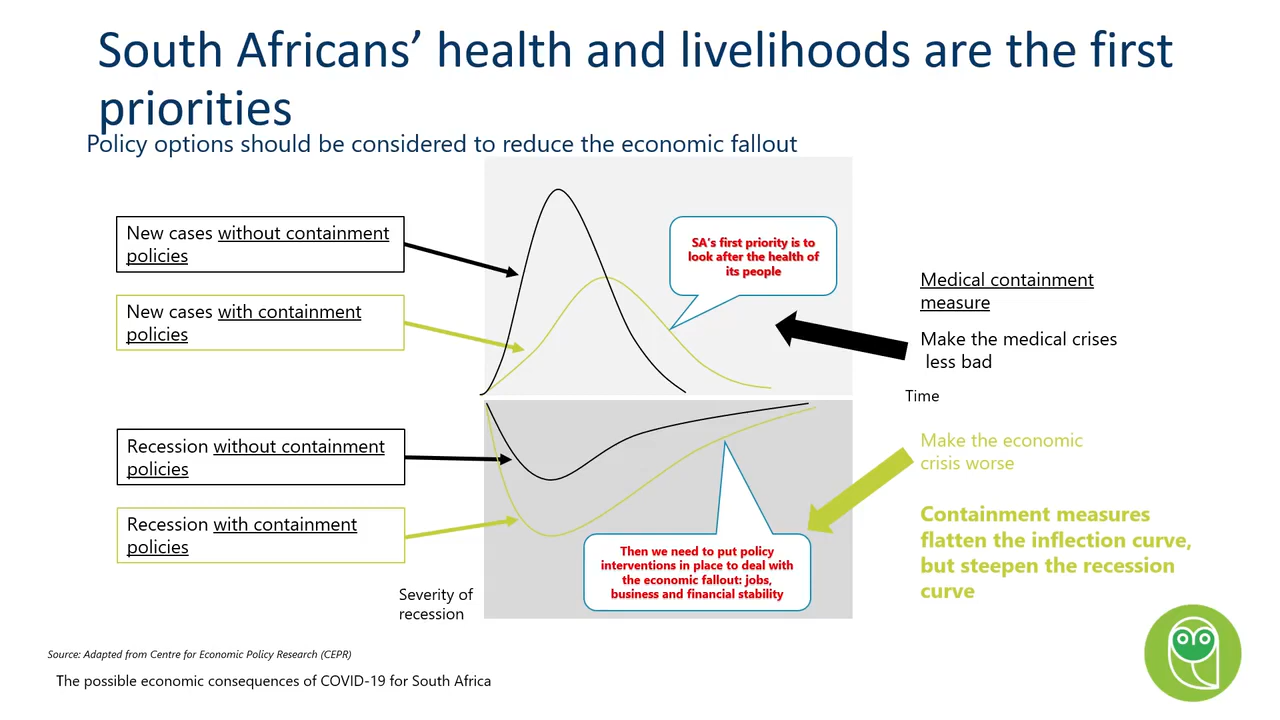 South Africans’ health and livelihoods are the first
priorities
Policy options should be considered to reduce the economic fallout
New cases without containment
policies
New cases with containment
policies
SA’s first priority is to
look after the health of
its people
Medical containment
measure
Make the medical crises
less bad
Time
Recession without containment
policies
Recession with containment
policies
Make the economic
crisis worse
Containment measures
flatten the inflection curve,
but steepen the recession
curve
Then we need to put policy
interventions in place to deal with
the economic fallout: jobs,
business and financial stability
Severity of
recession
Source: Adapted from Centre for Economic Policy Research (CEPR)
The possible economic consequences of COVID-19 for South Africa